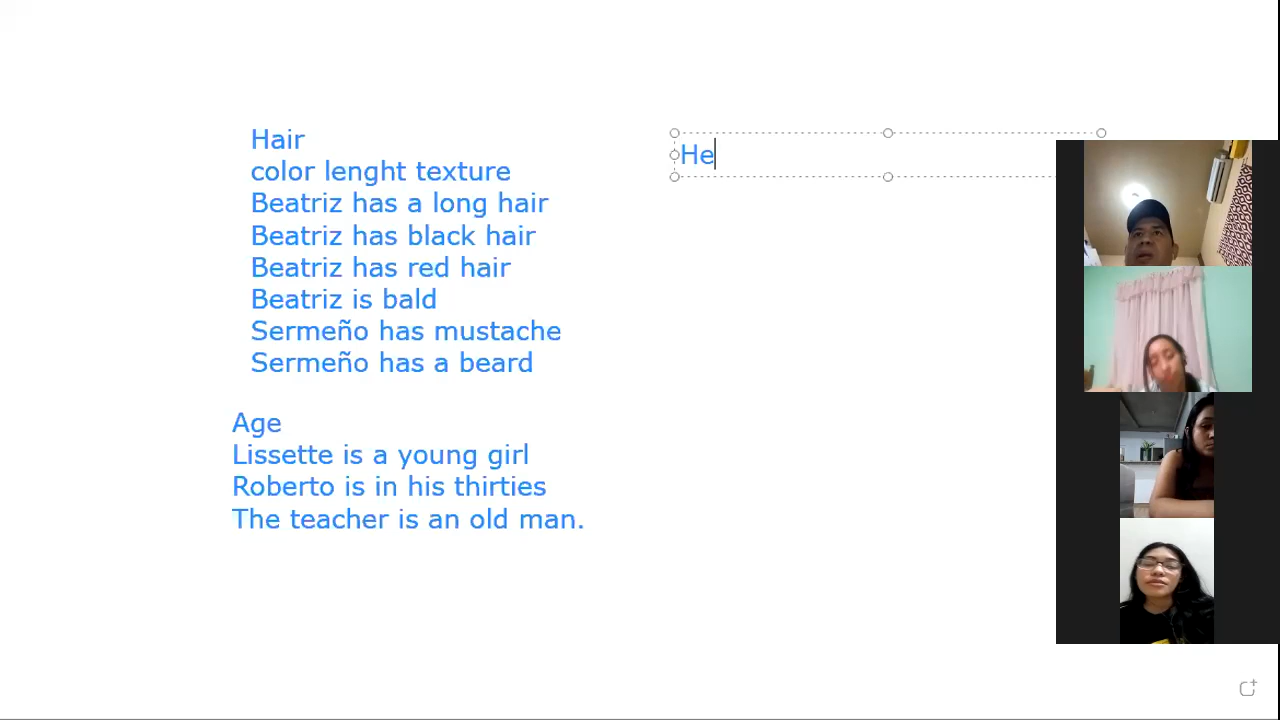 Hair
color lenght texture
Beatriz has a long hair
Beatriz has black hair
Beatriz has red hair
Beatriz is bald
Sermeño has mustache
Sermeño has a beard
Age
Lissette is a young girl
Roberto is in his thirties
The teacher is an old man.
He